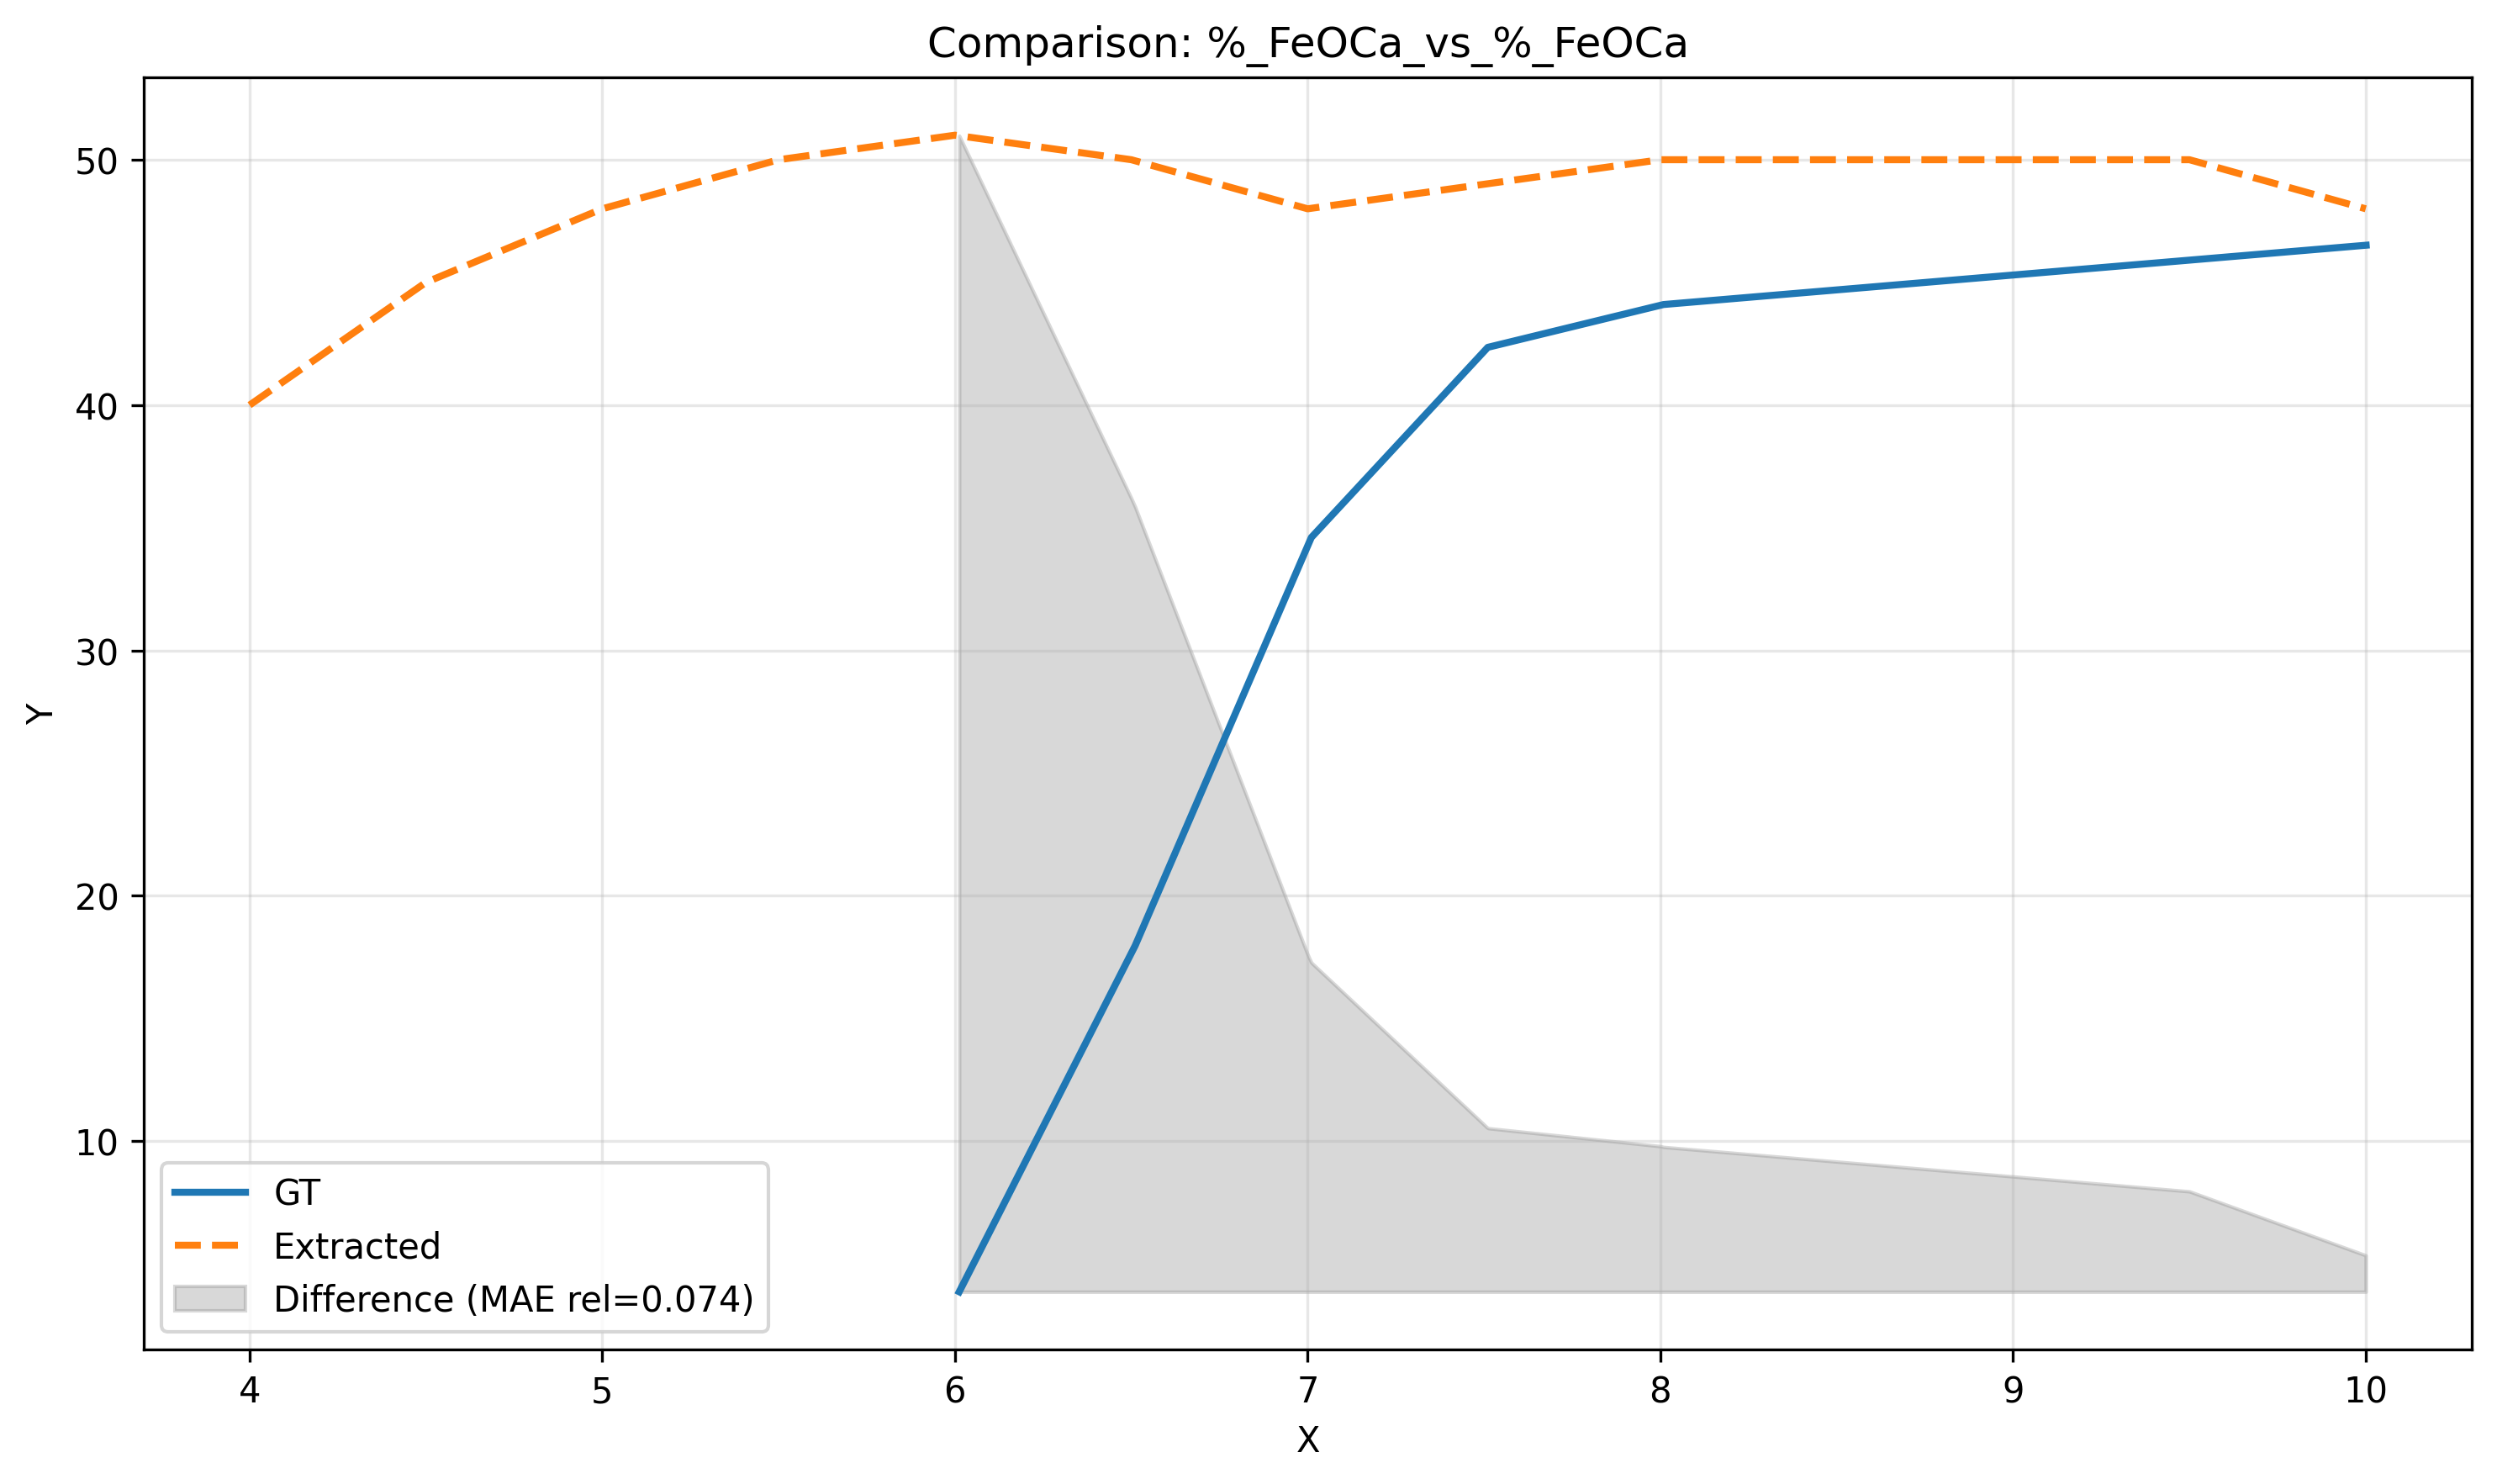 Comparison: %_FeOCa_vs_%_FeOCa
Y
50
40
30
20
10
GT
Extracted
Difference (MAE rel=0.074)
4 5 6 7 8 9 10
X